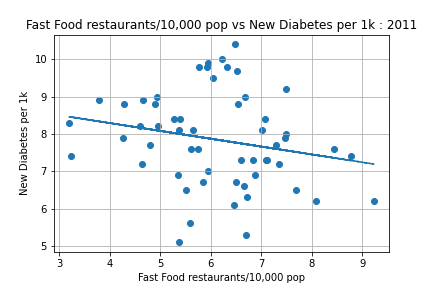 Fast Food restaurants/10,000 pop vs New Diabetes per 1k : 2011
New Diabetes per 1k
10
9
8
7
6
5
3 4 5 6 7 8 9
Fast Food restaurants/10,000 pop